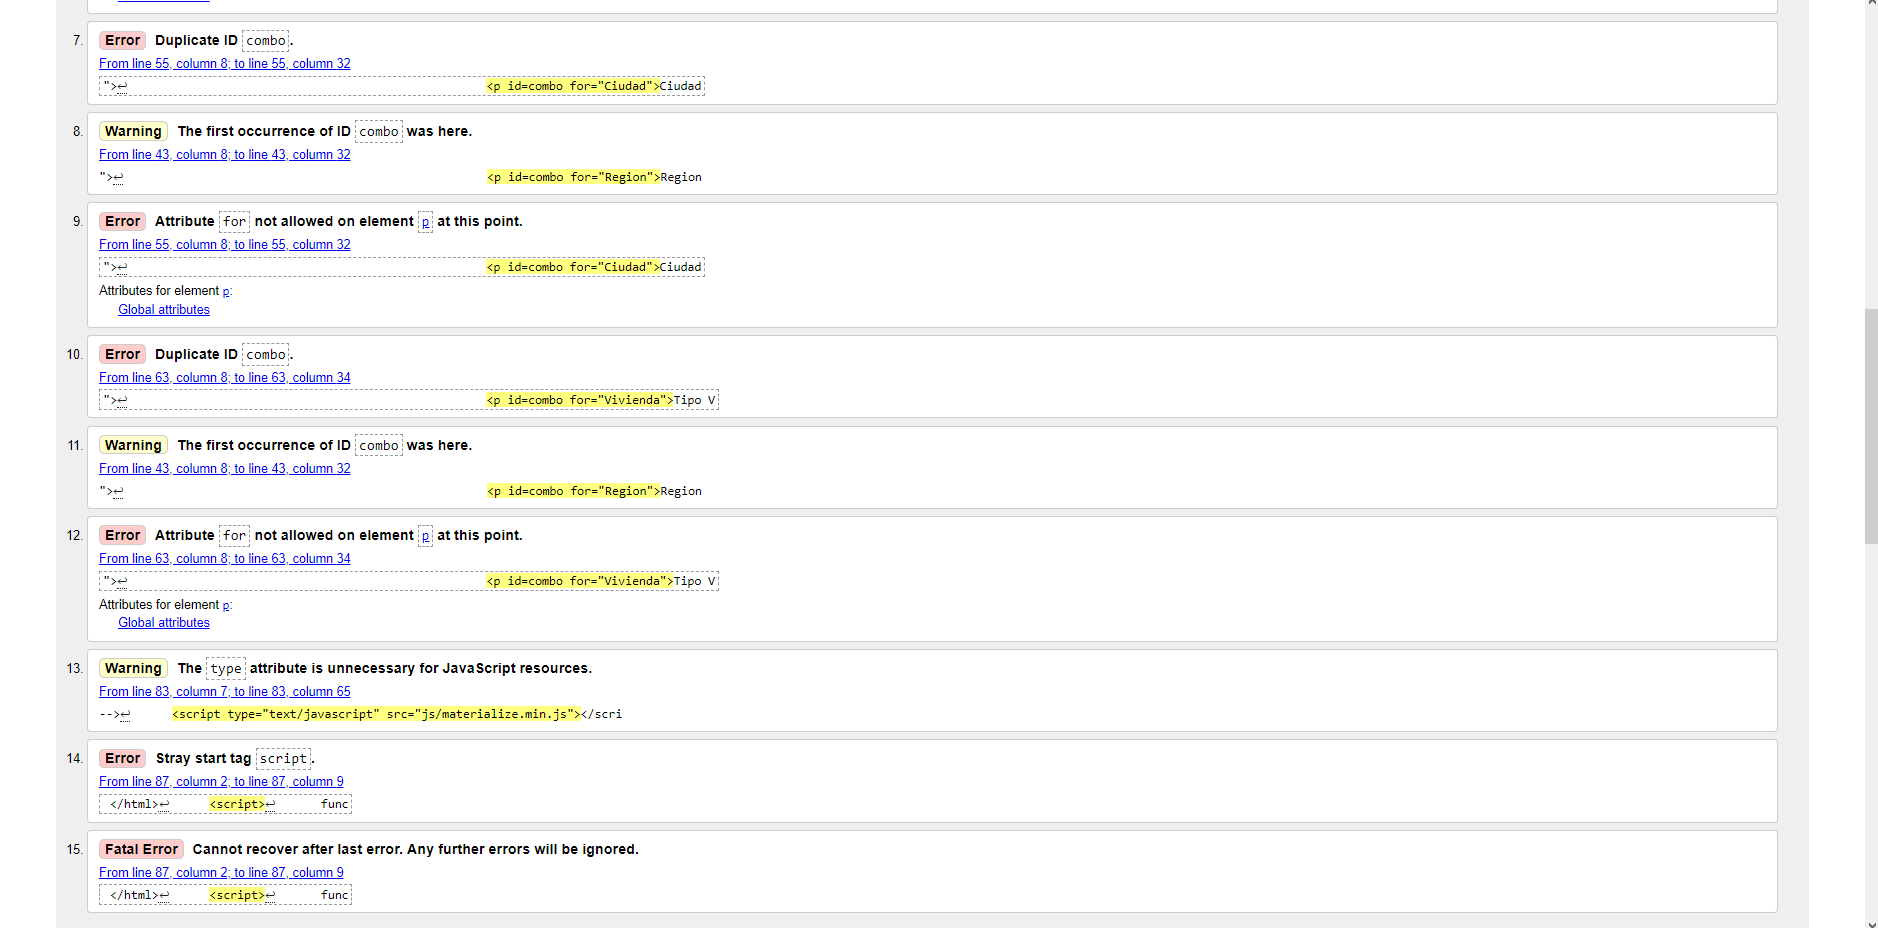 7. Error Duplicate ID combo.
From line 55, column 8; to line 55, column 32
">↩ <p id=combo for="Ciudad">Ciudad
8. Warning The first occurrence of ID combo was here.
From line 43, column 8; to line 43, column 32
">↩ <p id=combo for="Region">Region
9. Error Attribute for not allowed on element p at this point.
From line 55, column 8; to line 55, column 32
">↩ <p id=combo for="Ciudad">Ciudad
Attributes for element p:
Global attributes
10. Error Duplicate ID combo.
From line 63, column 8; to line 63, column 34
">↩ <p id=combo for="Vivienda">Tipo V
11. Warning The first occurrence of ID combo was here.
From line 43, column 8; to line 43, column 32
">↩ <p id=combo for="Region">Region
12. Error Attribute for not allowed on element p at this point.
From line 63, column 8; to line 63, column 34
">↩ <p id=combo for="Vivienda">Tipo V
Attributes for element p:
Global attributes
13. Warning The type attribute is unnecessary for JavaScript resources.
From line 83, column 7; to line 83, column 65
-->↩ <script type="text/javascript" src="js/materialize.min.js"></scri
14. Error Stray start tag script.
From line 87, column 2; to line 87, column 9
</html>↩ <script>↩ func
15. Fatal Error Cannot recover after last error. Any further errors will be ignored.
From line 87, column 2; to line 87, column 9
</html>↩ <script>↩ func